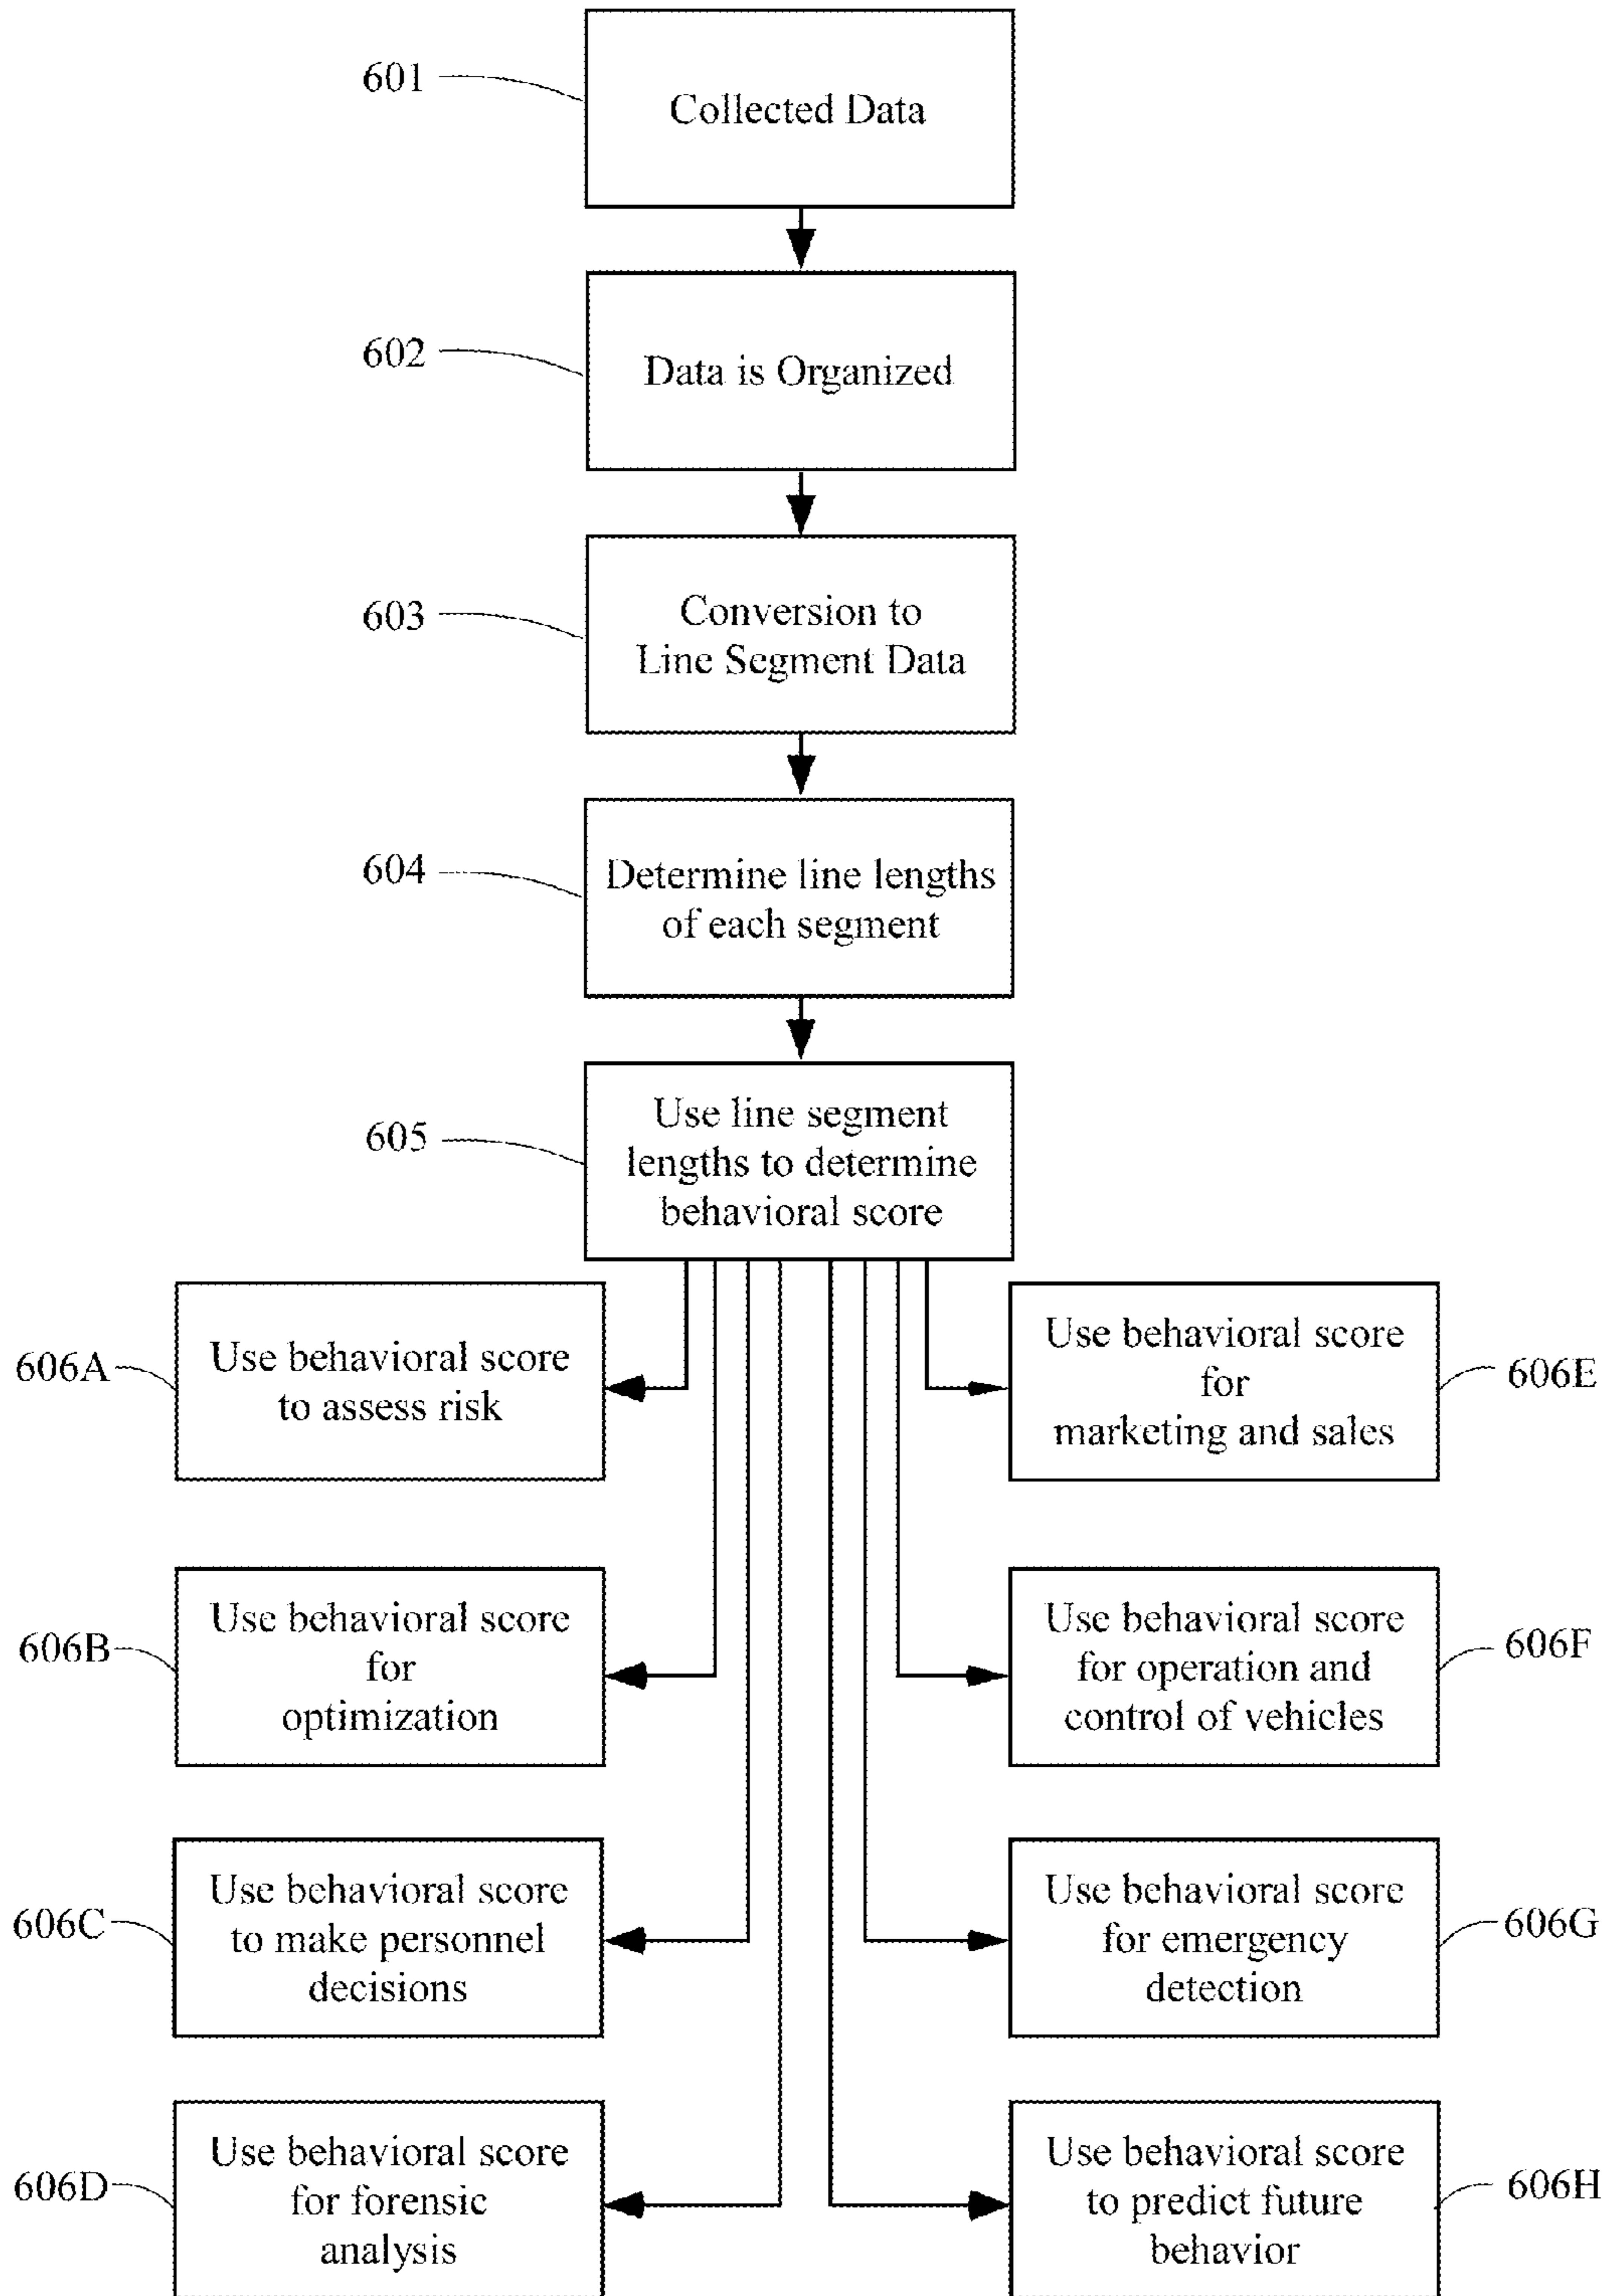 601
Collected Data
602
Data is Organized
603
Conversion to
Line Segment Data
604
Determine line lengths
of each segment
605
Use line segment
lengths to determine
behavioral score
606A
Use behavioral score
to assess risk
606B
Use behavioral score
for
optimization
606C
Use behavioral score
to make personnel
decisions
606D
Use behavioral score
for forensic
analysis
Use behavioral score
for
marketing and sales
606E
Use behavioral score
for operation and
control of vehicles
606F
Use behavioral score
for emergency
detection
606G
Use behavioral score
to predict future
behavior
606H